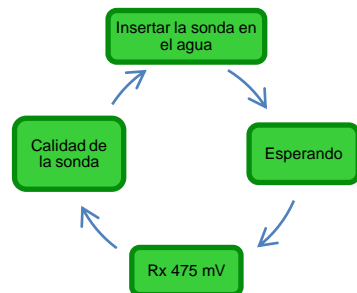 Insertar la sonda en
el agua
Esperando
Rx 475 mV
Calidad de
la sonda